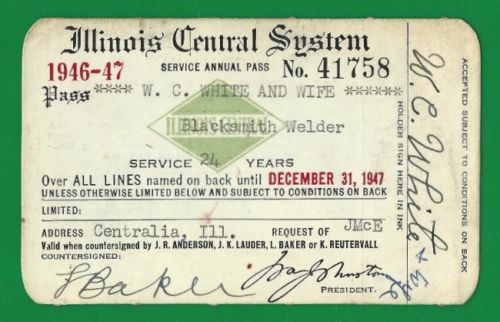 Illinois Central System
1946-47 SERVICE ANNUAL PASS No. 41758
Pass ***** W. C. WHITE AND WIFE ****
ILLINOIS CENTRAL
Blacksmith Welder
SERVICE 24 YEARS
Over ALL LINES named on back until DECEMBER 31, 1947
UNLESS OTHERWISE LIMITED BELOW AND SUBJECT TO CONDITIONS ON BACK
LIMITED:
ADDRESS Centralia, Ill. REQUEST OF JMcE
Valid when countersigned by J. R. ANDERSON, J. K. LAUDER, L. BAKER or K. REUTERVALL
COUNTERSIGNED:
L Baker
PRESIDENT.
HOLDER SIGN HERE IN INK
W. C. White & Wife
ACCEPTED SUBJECT TO CONDITIONS ON BACK